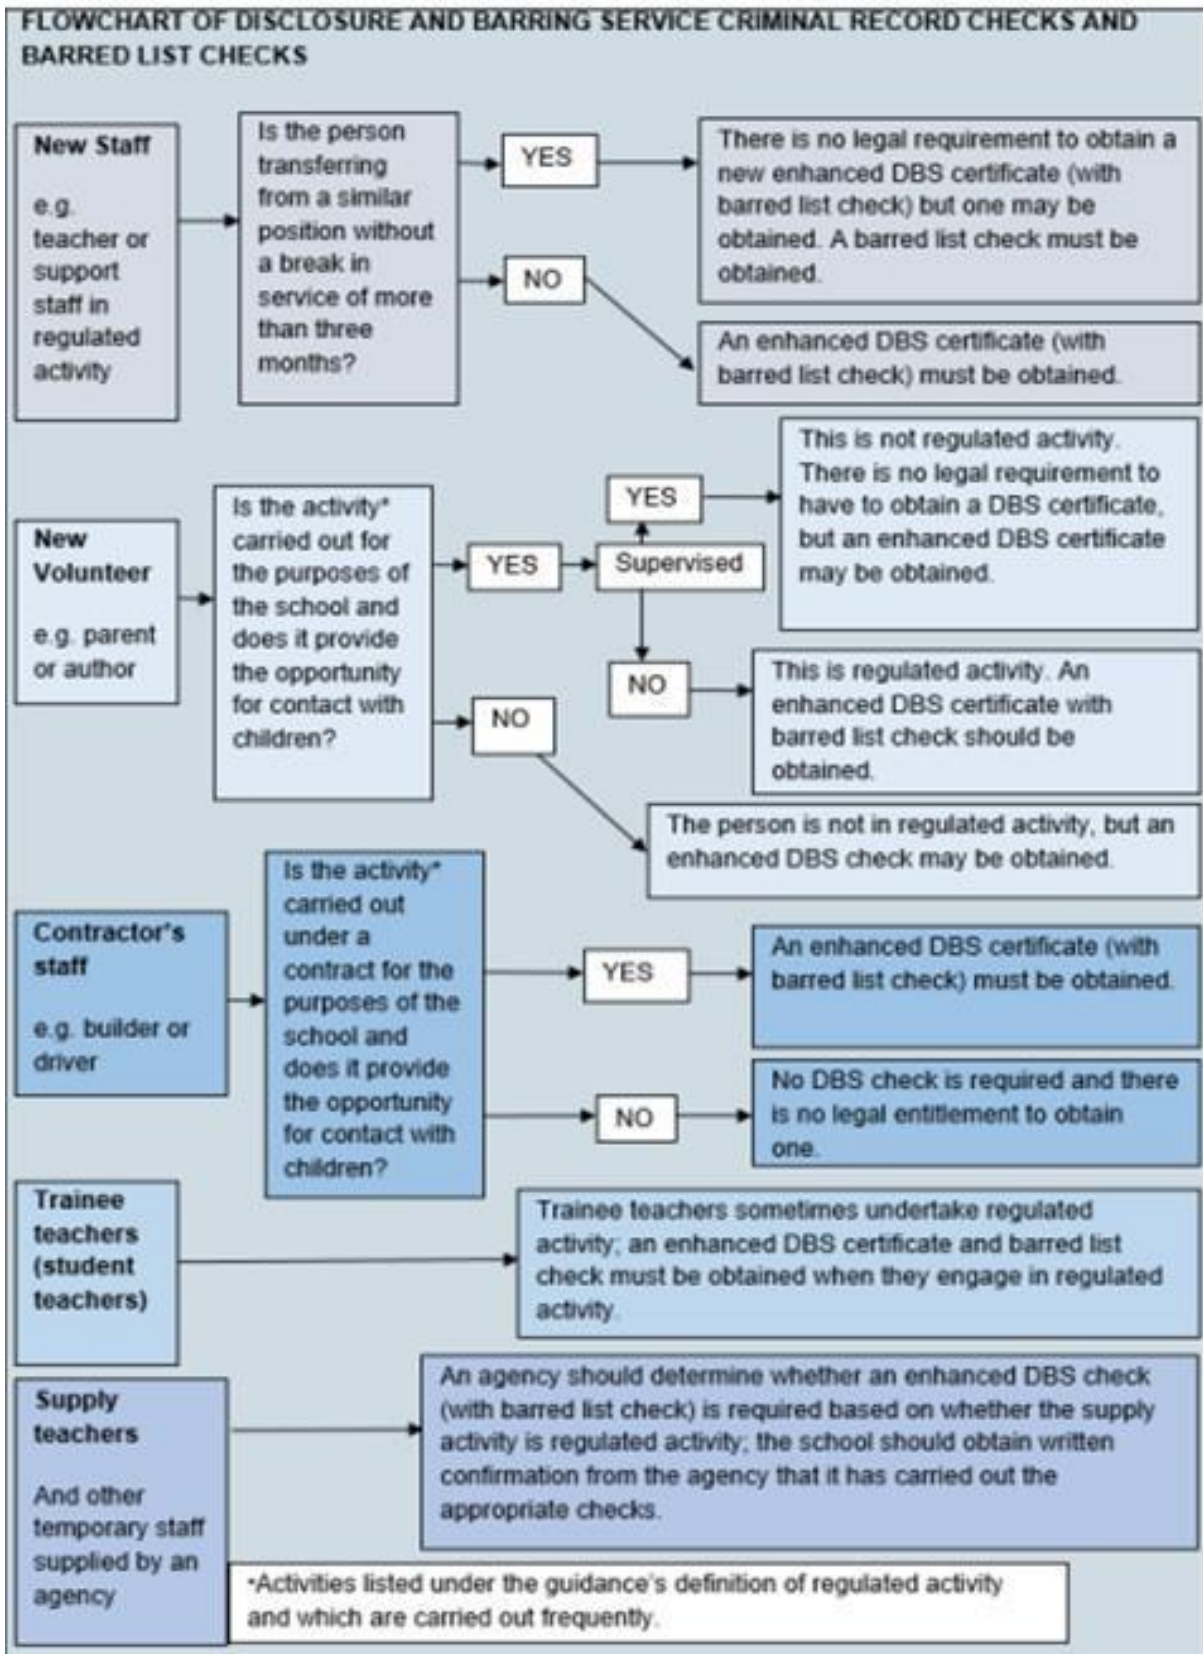 FLOWCHART OF DISCLOSURE AND BARRING SERVICE CRIMINAL RECORD CHECKS AND
BARRED LIST CHECKS
New Staff
e.g.
teacher or
support
staff in
regulated
activity
Is the person
transferring
from a similar
position without
a break in
service of more
than three
months?
YES
There is no legal requirement to obtain a
new enhanced DBS certificate (with
barred list check) but one may be
obtained. A barred list check must be
obtained.
NO
An enhanced DBS certificate (with
barred list check) must be obtained.
New
Volunteer
e.g. parent
or author
Is the activity*
carried out for
the purposes of
the school and
does it provide
the opportunity
for contact with
children?
YES
Supervised
YES
This is not regulated activity.
There is no legal requirement to
have to obtain a DBS certificate,
but an enhanced DBS certificate
may be obtained.
NO
This is regulated activity. An
enhanced DBS certificate with
barred list check should be
obtained.
NO
The person is not in regulated activity, but an
enhanced DBS check may be obtained.
Contractor's
staff
e.g. builder or
driver
Is the activity*
carried out
under a
contract for the
purposes of the
school and
does it provide
the opportunity
for contact with
children?
YES
An enhanced DBS certificate (with
barred list check) must be obtained.
NO
No DBS check is required and there
is no legal entitlement to obtain
one.
Trainee
teachers
(student
teachers)
Trainee teachers sometimes undertake regulated
activity; an enhanced DBS certificate and barred list
check must be obtained when they engage in regulated
activity.
Supply
teachers
And other
temporary staff
supplied by an
agency
An agency should determine whether an enhanced DBS check
(with barred list check) is required based on whether the supply
activity is regulated activity; the school should obtain written
confirmation from the agency that it has carried out the
appropriate checks.
*Activities listed under the guidance's definition of regulated activity
and which are carried out frequently.